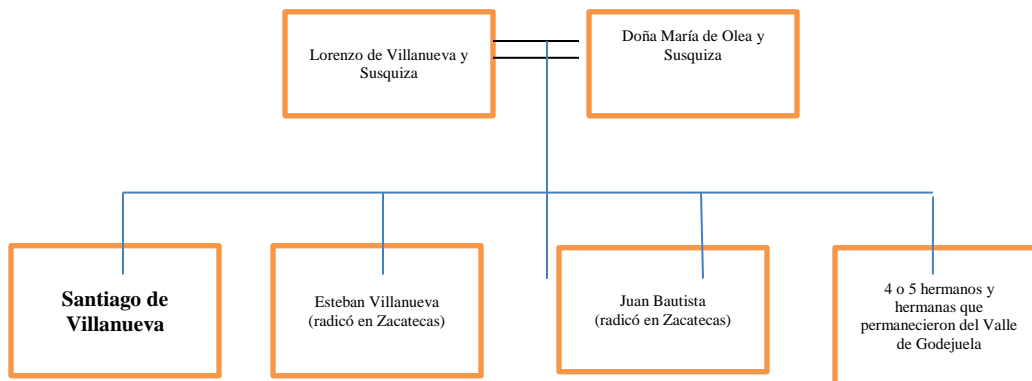 Lorenzo de Villanueva y
Susquiza
Doña María de Olea y
Susquiza
Santiago de
Villanueva
Esteban Villanueva
(radicó en Zacatecas)
Juan Bautista
(radicó en Zacatecas)
4 o 5 hermanos y
hermanas que
permanecieron del Valle
de Godejuela